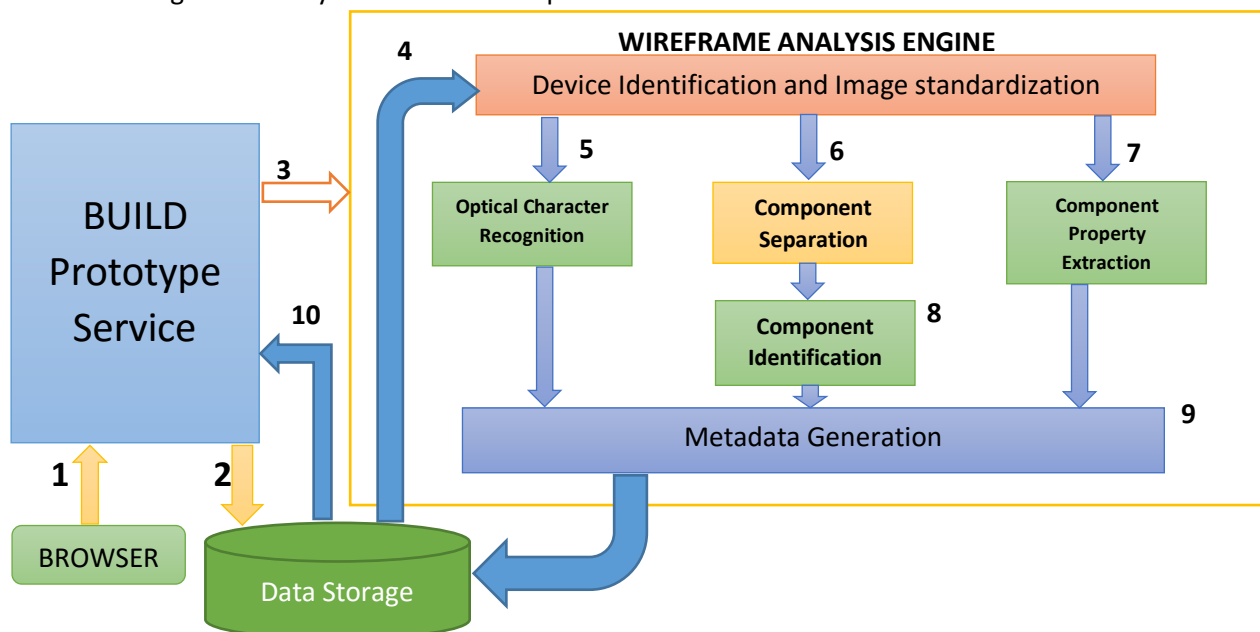 WIREFRAME ANALYSIS ENGINE
4
Device Identification and Image standardization
5
6
7
3
BUILD
Prototype
Service
Optical Character
Recognition
Component
Separation
Component
Property
Extraction
10
8
Component
Identification
9
Metadata Generation
1
2
BROWSER
Data Storage